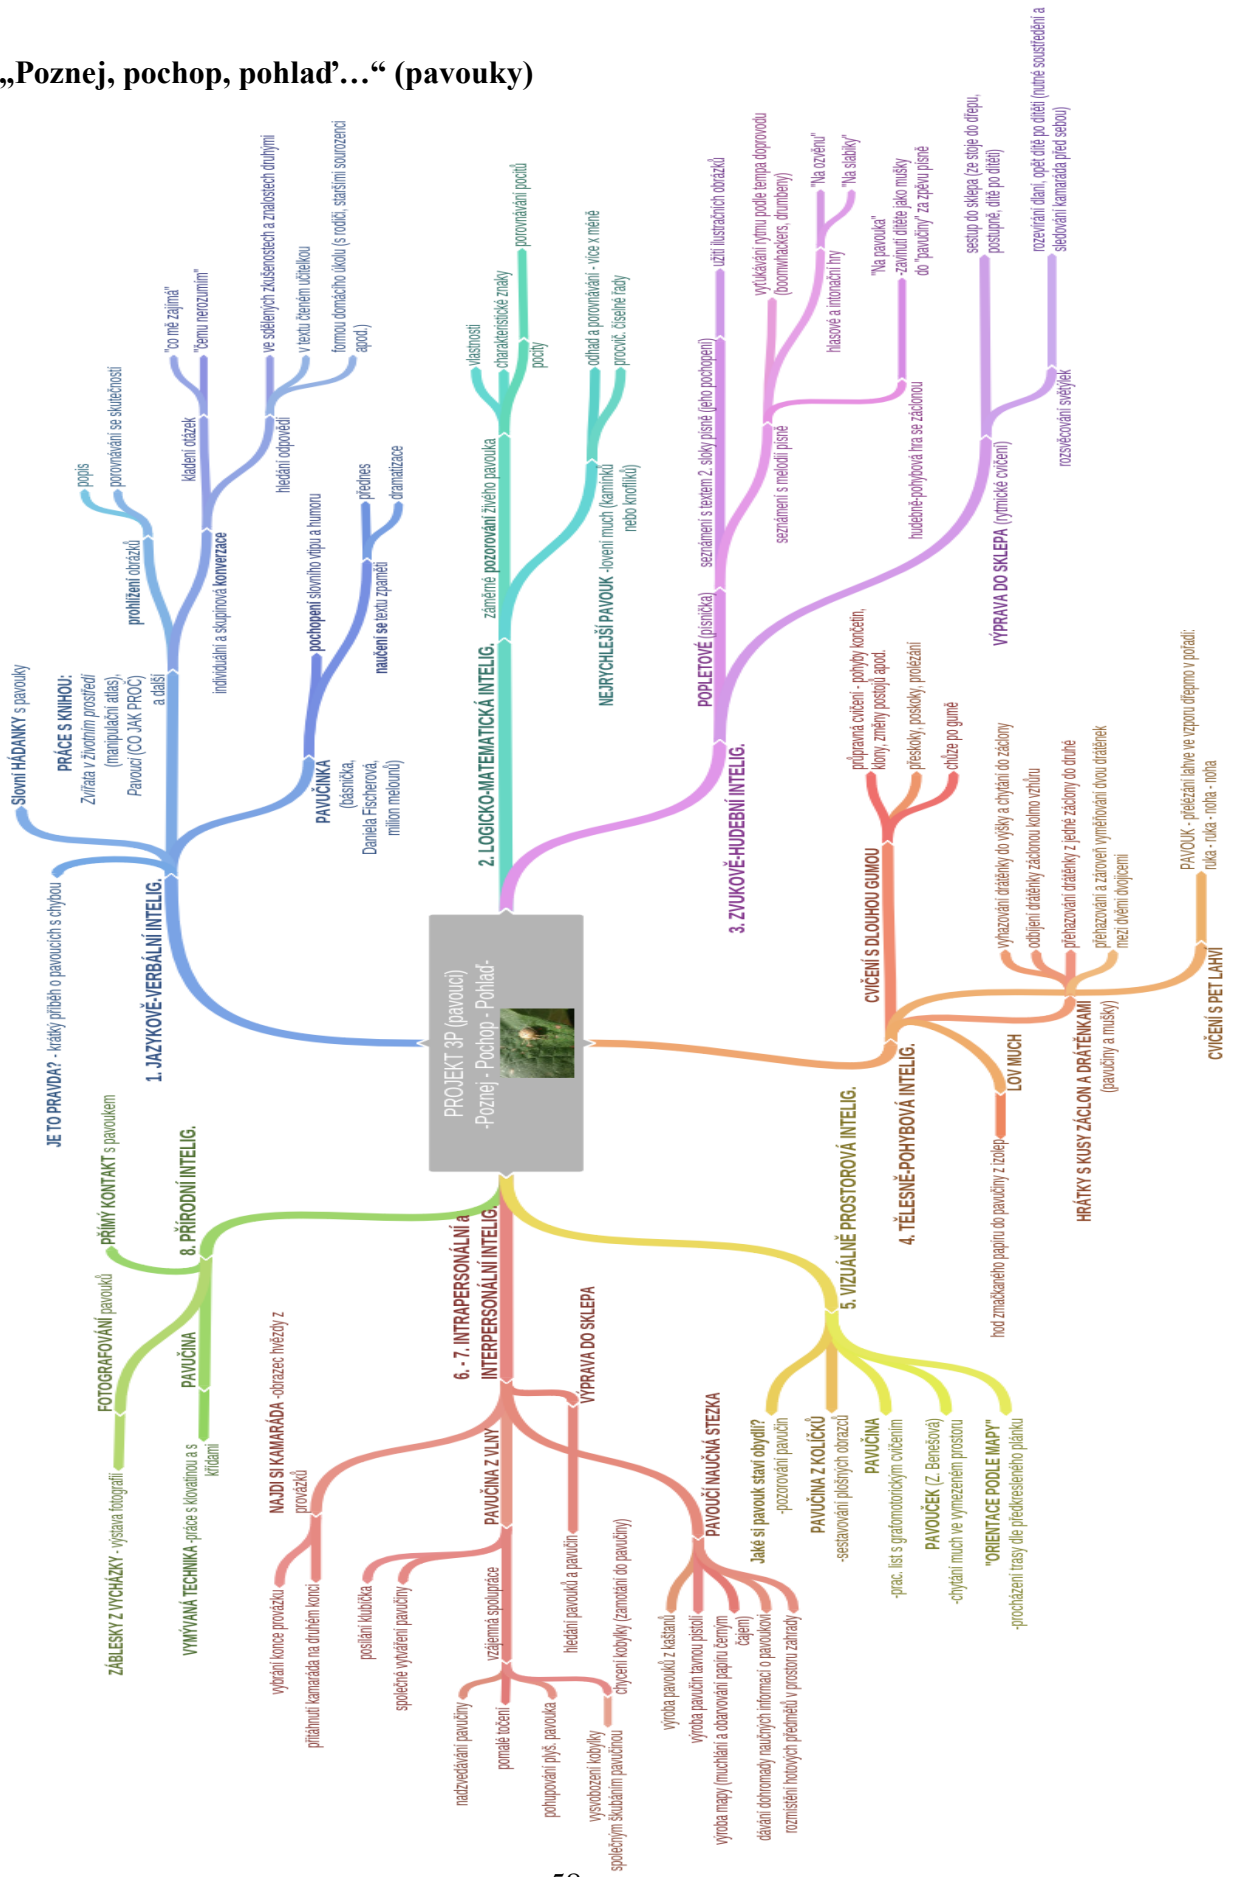 „Poznej, pochop, pohlaď…“ (pavouky)
PROJEKT 3P (pavouci)
-Poznej - Pochop - Pohlaď-
1. JAZYKOVĚ-VERBÁLNÍ INTELIG.
JE TO PRAVDA? - krátký příběh o pavoucích s chybou
Slovní HÁDANKY s pavouky
PRÁCE S KNIHOU:
Zvířata v životním prostředí
(manipulační atlas),
Pavouci (CO JAK PROČ)
a další
prohlížení obrázků
popis
porovnávání se skutečností
individuální a skupinová konverzace
kladení otázek
"co mě zajímá"
"čemu nerozumím"
hledání odpovědí
ve sdělených zkušenostech a znalostech druhými
v textu čteném učitelkou
formou domácího úkolu (s rodiči, staršími sourozenci
apod.)
PAVUČINKA
(básnička,
Daniela Fischerová,
milion melounů)
pochopení slovního vtipu a humoru
naučení se textu zpaměti
přednes
dramatizace
2. LOGICKO-MATEMATICKÁ INTELIG.
záměrné pozorování živého pavouka
vlastnosti
charakteristické znaky
pocity
porovnávání pocitů
NEJRYCHLEJŠÍ PAVOUK -lovení much (kamínků
nebo knoflíků)
odhad a porovnávání - více x méně
procvič. číselné řady
3. ZVUKOVĚ-HUDEBNÍ INTELIG.
POPLETOVÉ (písnička)
seznámení s textem 2. sloky písně (jeho pochopení)
užití ilustračních obrázků
seznámení s melodií písně
vyťukávání rytmu podle tempa doprovodu
(boomwhackers, drumbeny)
hlasové a intonační hry
"Na ozvěnu"
"Na slabiky"
hudebně-pohybová hra se záclonou
"Na pavouka"
-zavinutí dítěte jako mušky
do "pavučiny" za zpěvu písně
VÝPRAVA DO SKLEPA (rytmické cvičení)
sestup do sklepa (ze stoje do dřepu,
postupně, dítě po dítěti)
rozsvěcování světýlek
rozevírání dlaní, opět dítě po dítěti (nutné soustředění a
sledování kamaráda před sebou)
4. TĚLESNĚ-POHYBOVÁ INTELIG.
CVIČENÍ S DLOUHOU GUMOU
průpravná cvičení - pohyby končetin,
klony, změny postojů apod.
přeskoky, poskoky, prolézání
chůze po gumě
LOV MUCH
hod zmačkaného papíru do pavučiny z izolep
HRÁTKY S KUSY ZÁCLON A DRÁTĚNKAMI
(pavučiny a mušky)
vyhazování drátěnky do výšky a chytání do záclony
odbíjení drátěnky záclonou kolmo vzhůru
přehazování drátěnky z jedné záclony do druhé
přehazování a zároveň vyměňování dvou drátěnek
mezi dvěmi dvojicemi
CVIČENÍ S PET LAHVÍ
PAVOUK - přelézání lahve ve vzporu dřepmo v pořadí:
ruka - ruka - noha - noha
5. VIZUÁLNĚ PROSTOROVÁ INTELIG.
Jaké si pavouk staví obydlí?
-pozorování pavučin
PAVUČINA Z KOLÍČKŮ
-sestavování plošných obrazců
PAVUČINA
-prac. list s grafomotorickým cvičením
PAVOUČEK (Z. Benešová)
-chytání much ve vymezeném prostoru
"ORIENTACE PODLE MAPY"
-procházení trasy dle předkresleného plánku
6. - 7. INTRAPERSONÁLNÍ a
INTERPERSONÁLNÍ INTELIG.
NAJDI SI KAMARÁDA -obrazec hvězdy z
provázků
vybrání konce provázku
přitáhnutí kamaráda na druhém konci
PAVUČINA Z VLNY
posílání klubíčka
společné vytváření pavučiny
vzájemná spolupráce
nadzvedávání pavučiny
pomalé točení
pohupování plyš. pavouka
chycení kobylky (zamotání do pavučiny)
vysvobození kobylky
společným škubáním pavučinou
VÝPRAVA DO SKLEPA
hledání pavouků a pavučin
PAVOUČÍ NAUČNÁ STEZKA
výroba pavouků z kaštanů
výroba pavučin tavnou pistolí
výroba mapy (muchlání a obarvování papíru černým
čajem)
dávání dohromady naučných informací o pavoukovi
rozmístění hotových předmětů v prostoru zahrady
8. PŘÍRODNÍ INTELIG.
PŘÍMÝ KONTAKT s pavoukem
FOTOGRAFOVÁNÍ pavouků
ZÁBLESKY Z VYCHÁZKY - výstava fotografií
PAVUČINA
VYMÝVANÁ TECHNIKA -práce s klovatinou a s
křídami